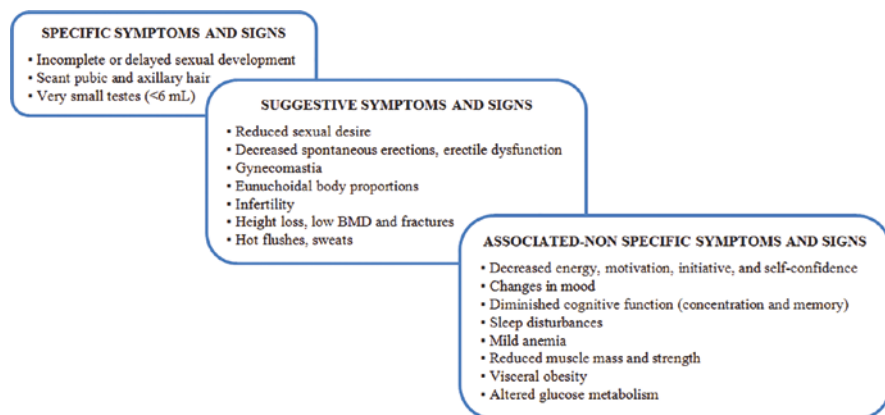 SPECIFIC SYMPTOMS AND SIGNS
• Incomplete or delayed sexual development
• Scant pubic and axillary hair
• Very small testes (<6 mL)
SUGGESTIVE SYMPTOMS AND SIGNS
• Reduced sexual desire
• Decreased spontaneous erections, erectile dysfunction
• Gynecomastia
• Eunuchoidal body proportions
• Infertility
• Height loss, low BMD and fractures
• Hot flushes, sweats
ASSOCIATED-NON SPECIFIC SYMPTOMS AND SIGNS
• Decreased energy, motivation, initiative, and self-confidence
• Changes in mood
• Diminished cognitive function (concentration and memory)
• Sleep disturbances
• Mild anemia
• Reduced muscle mass and strength
• Visceral obesity
• Altered glucose metabolism